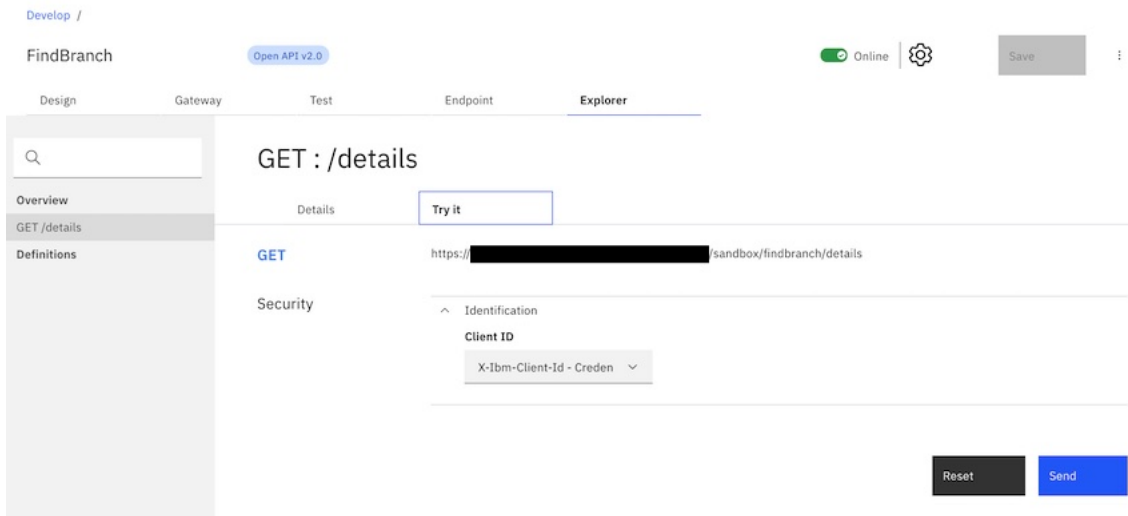 Develop /
FindBranch
Open API v2.0
Online
Save
Design
Gateway
Test
Endpoint
Explorer
GET : /details
Overview
GET /details
Definitions
Details
Try it
GET
https:// /sandbox/findbranch/details
Security
Identification
Client ID
X-Ibm-Client-Id - Creden
Reset
Send